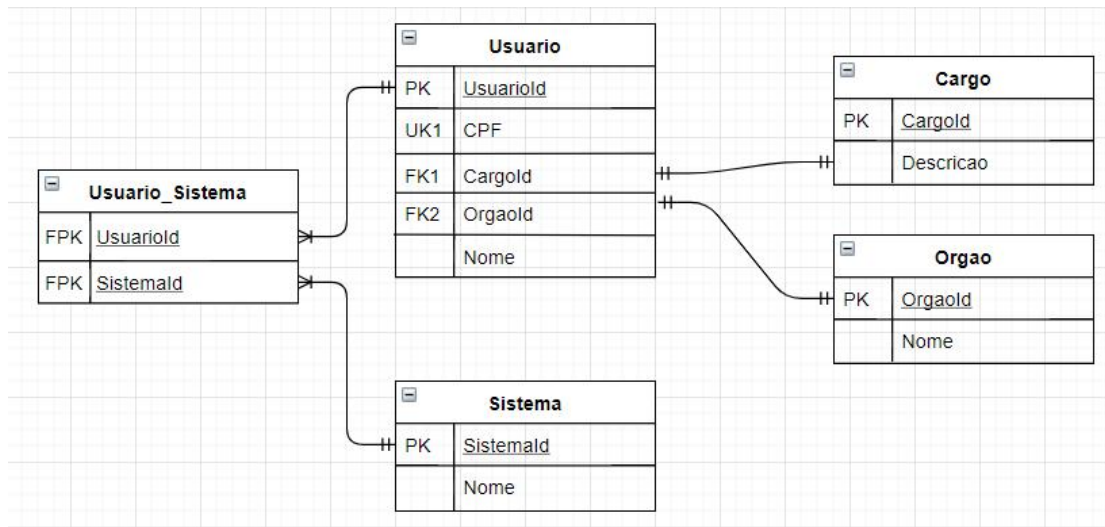 Usuario
PK UsuarioId
UK1 CPF
FK1 CargoId
FK2 OrgaoId
Nome
Cargo
PK CargoId
Descricao
Usuario_Sistema
FPK UsuarioId
FPK SistemaId
Orgao
PK OrgaoId
Nome
Sistema
PK SistemaId
Nome